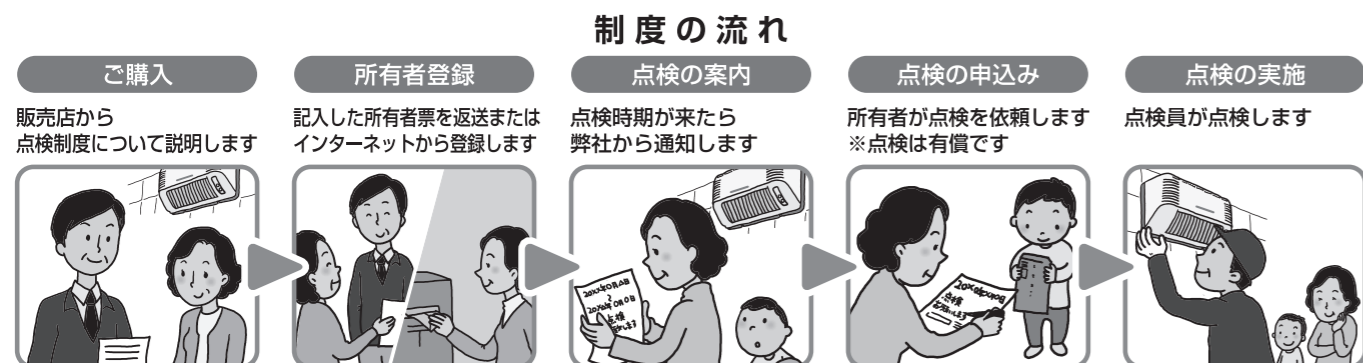 制度の流れ
ご購入
販売店から
点検制度について説明します
所有者登録
記入した所有者票を返送または
インターネットから登録します
点検の案内
点検時期が来たら
弊社から通知します
点検の申込み
所有者が点検を依頼します
※点検は有償です
点検の実施
点検員が点検します
点検
点検